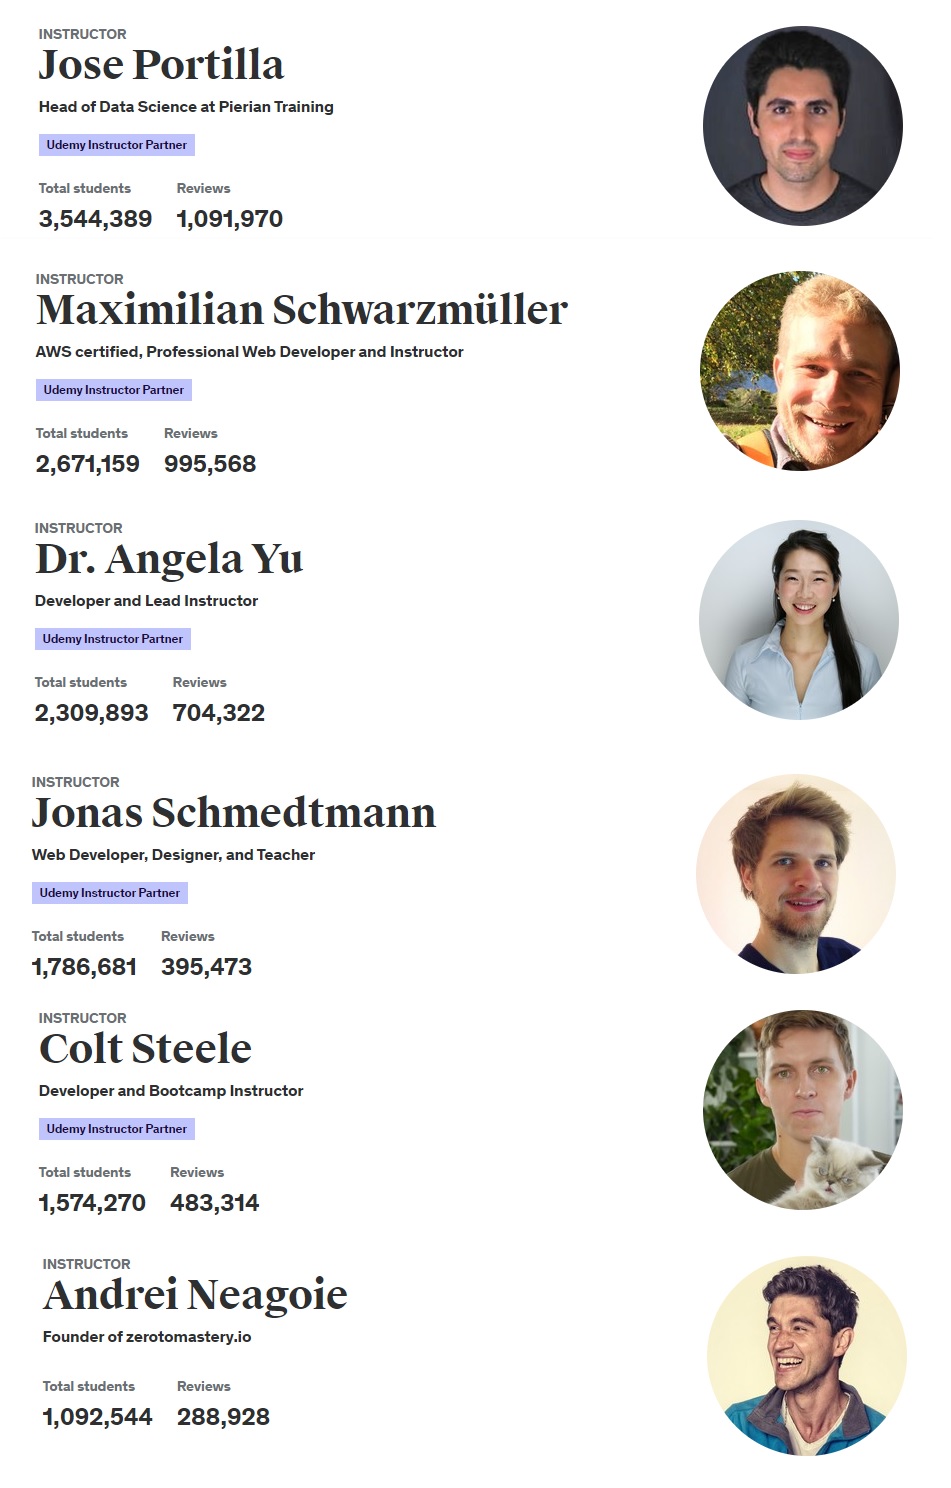 INSTRUCTOR
Jose Portilla
Head of Data Science at Pierian Training
Udemy Instructor Partner
Total students Reviews
3,544,389 1,091,970
INSTRUCTOR
Maximilian Schwarzmüller
AWS certified, Professional Web Developer and Instructor
Udemy Instructor Partner
Total students Reviews
2,671,159 995,568
INSTRUCTOR
Dr. Angela Yu
Developer and Lead Instructor
Udemy Instructor Partner
Total students Reviews
2,309,893 704,322
INSTRUCTOR
Jonas Schmedtmann
Web Developer, Designer, and Teacher
Udemy Instructor Partner
Total students Reviews
1,786,681 395,473
INSTRUCTOR
Colt Steele
Developer and Bootcamp Instructor
Udemy Instructor Partner
Total students Reviews
1,574,270 483,314
INSTRUCTOR
Andrei Neagoie
Founder of zerotomastery.io
Total students Reviews
1,092,544 288,928